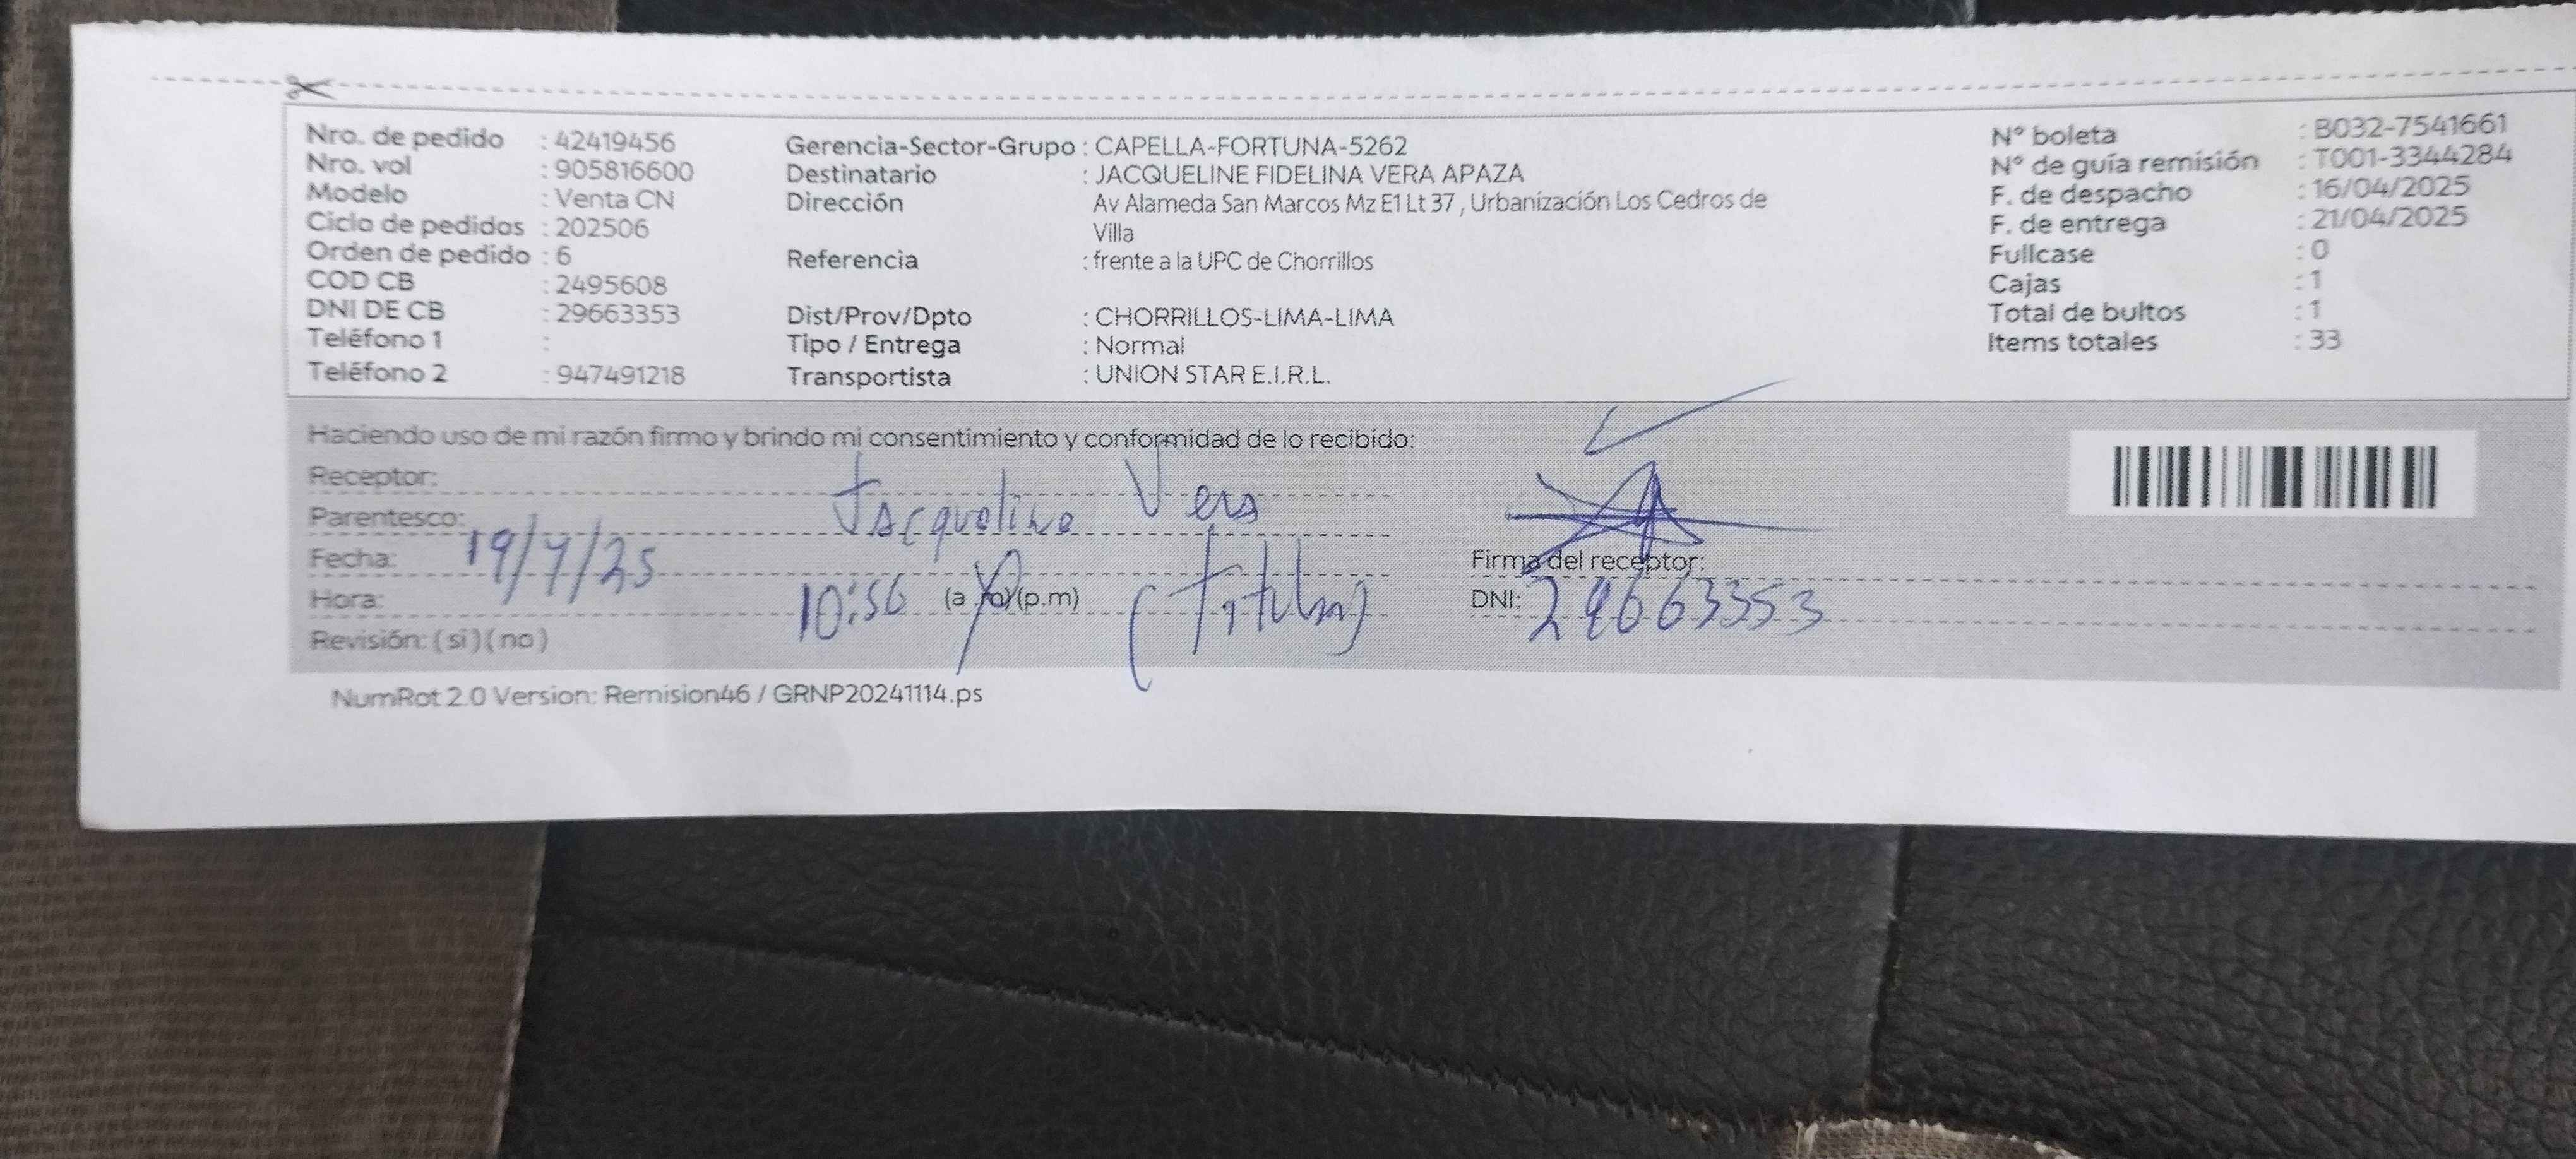 Nro. de pedido : 42419456
Nro. vol : 905816600
Modelo : Venta CN
Ciclo de pedidos : 202506
Orden de pedido : 6
COD CB : 2495608
DNI DE CB : 29663353
Teléfono 1 :
Teléfono 2 : 947491218
Gerencia-Sector-Grupo : CAPELLA-FORTUNA-5262
Destinatario : JACQUELINE FIDELINA VERA APAZA
Dirección Av Alameda San Marcos Mz E1 Lt 37 , Urbanización Los Cedros de
Villa
Referencia : frente a la UPC de Chorrillos
Dist/Prov/Dpto : CHORRILLOS-LIMA-LIMA
Tipo / Entrega : Normal
Transportista : UNION STAR E.I.R.L.
N° boleta : B032-7541661
N° de guía remisión : T001-3344284
F. de despacho : 16/04/2025
F. de entrega : 21/04/2025
Fullcase : 0
Cajas : 1
Total de bultos : 1
Items totales : 33
Haciendo uso de mi razón firmo y brindo mi consentimiento y conformidad de lo recibido:
Receptor: Jacqueline Vera
Parentesco: (Titular)
Fecha: 19/4/25
Hora: 10:56 (a.m)(p.m)
Revisión: (si)(no)
Firma del receptor:
DNI: 29663353
NumRot 2.0 Version: Remision46 / GRNP20241114.ps